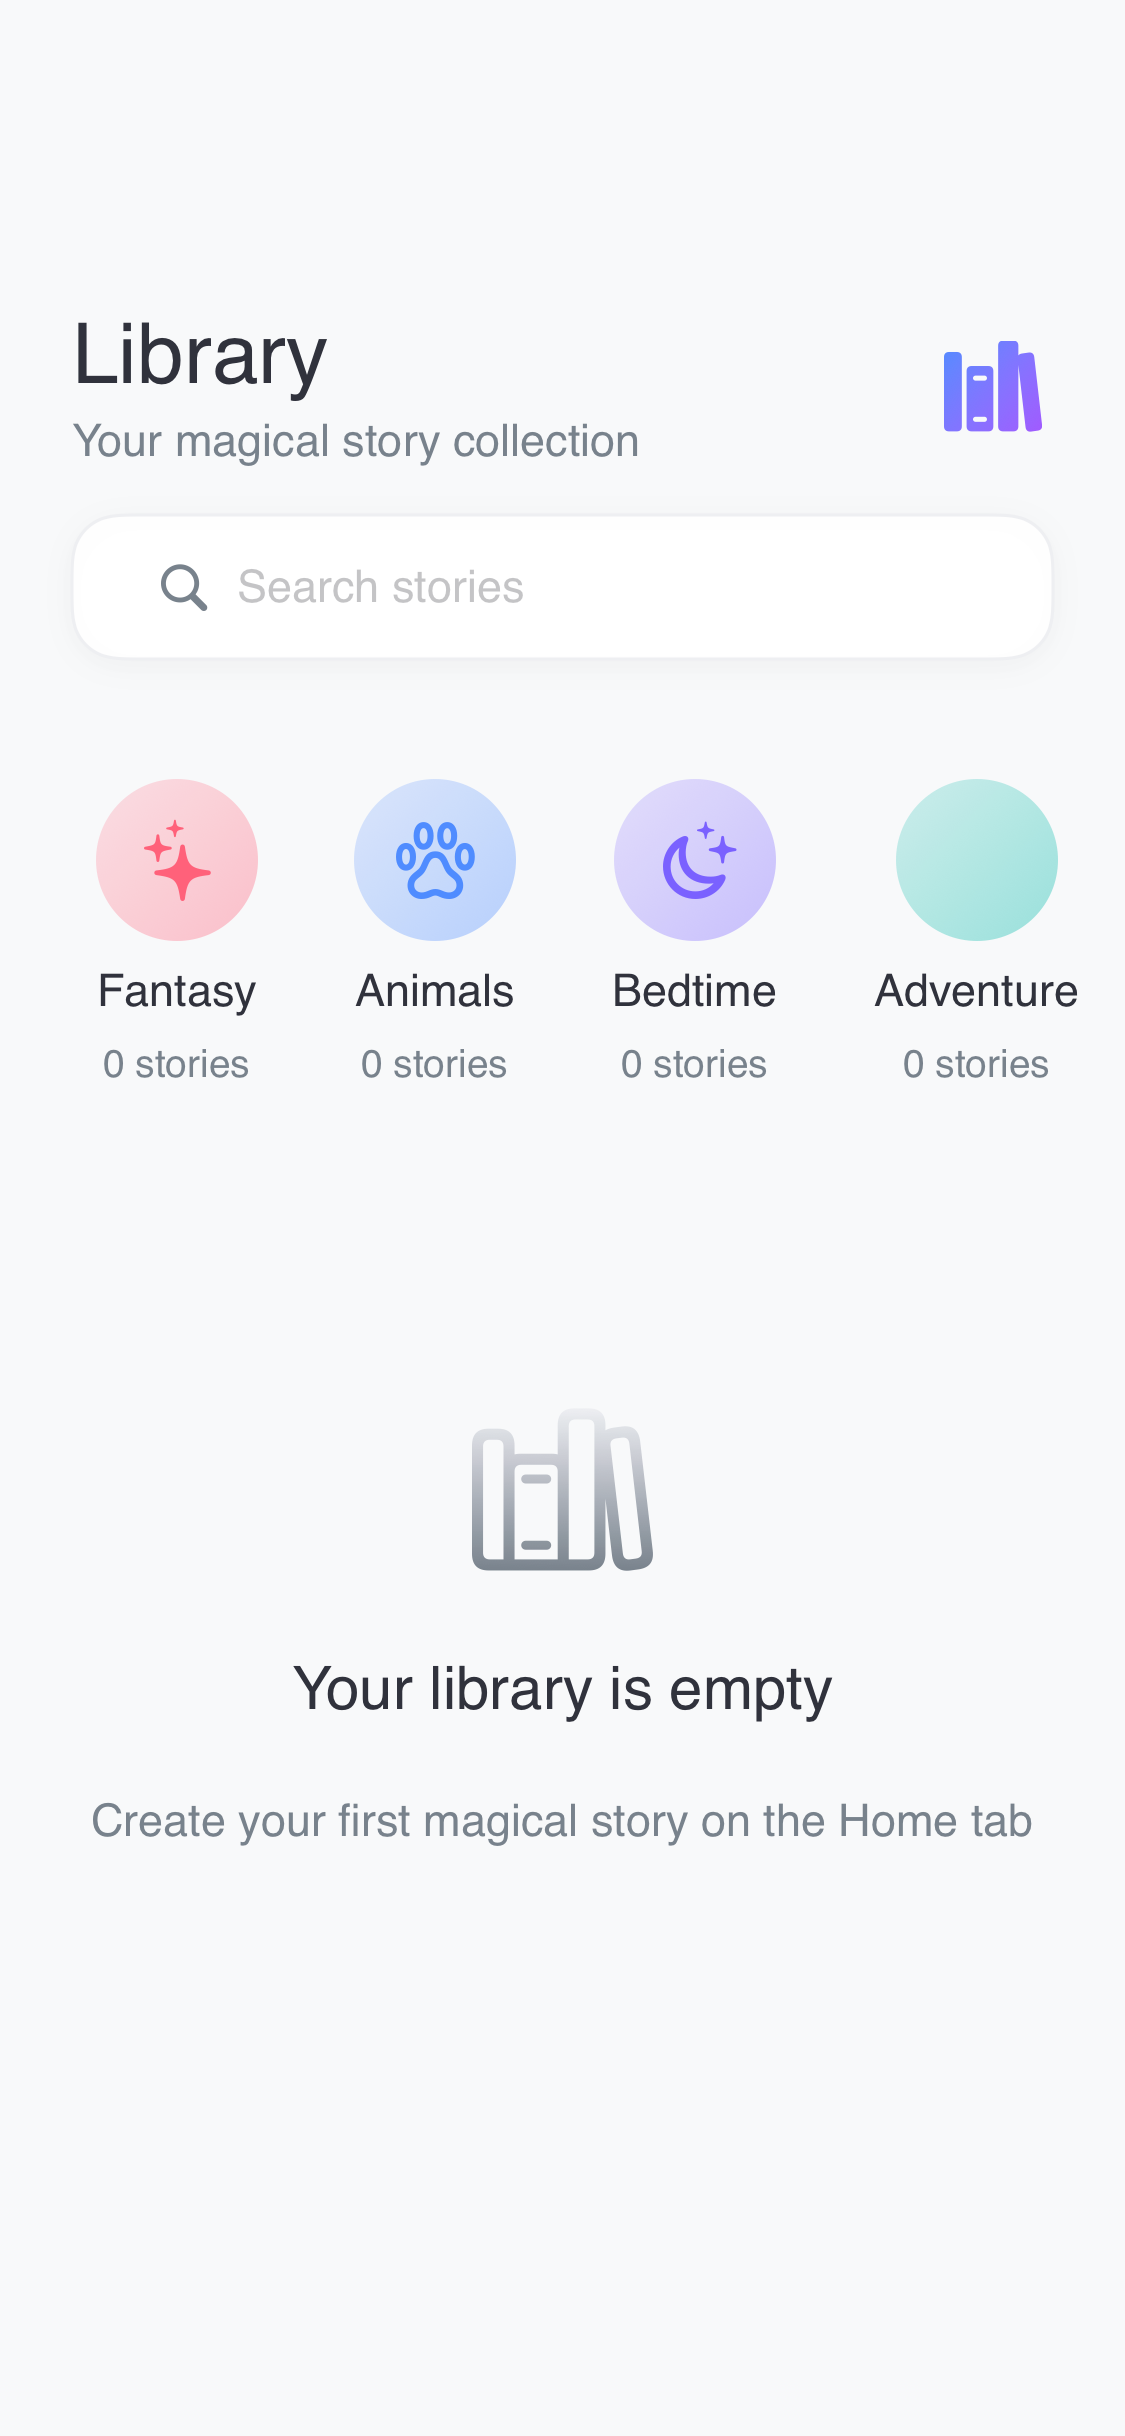 Library
Your magical story collection
Search stories
Fantasy
Animals
Bedtime
Adventure
0 stories
0 stories
0 stories
0 stories
Your library is empty
Create your first magical story on the Home tab